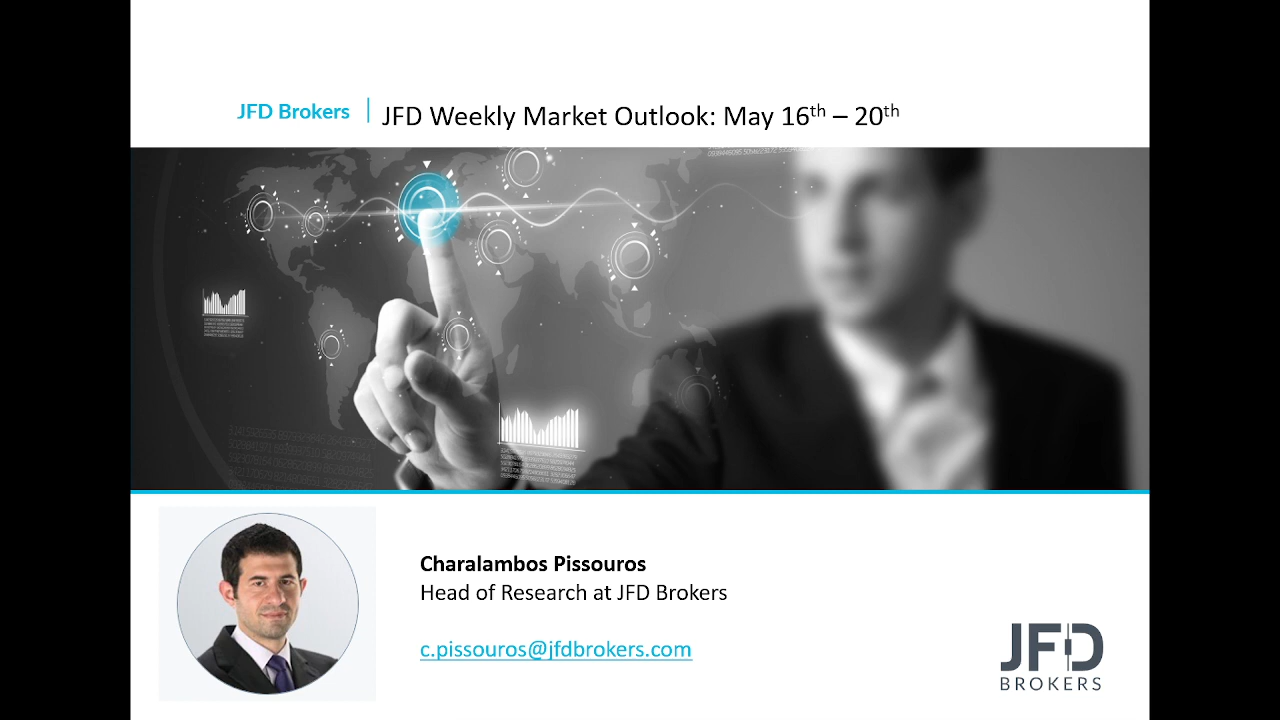 JFD Brokers | JFD Weekly Market Outlook: May 16th – 20th
Charalambos Pissouros
Head of Research at JFD Brokers
c.pissouros@jfdbrokers.com
JFD
BROKERS